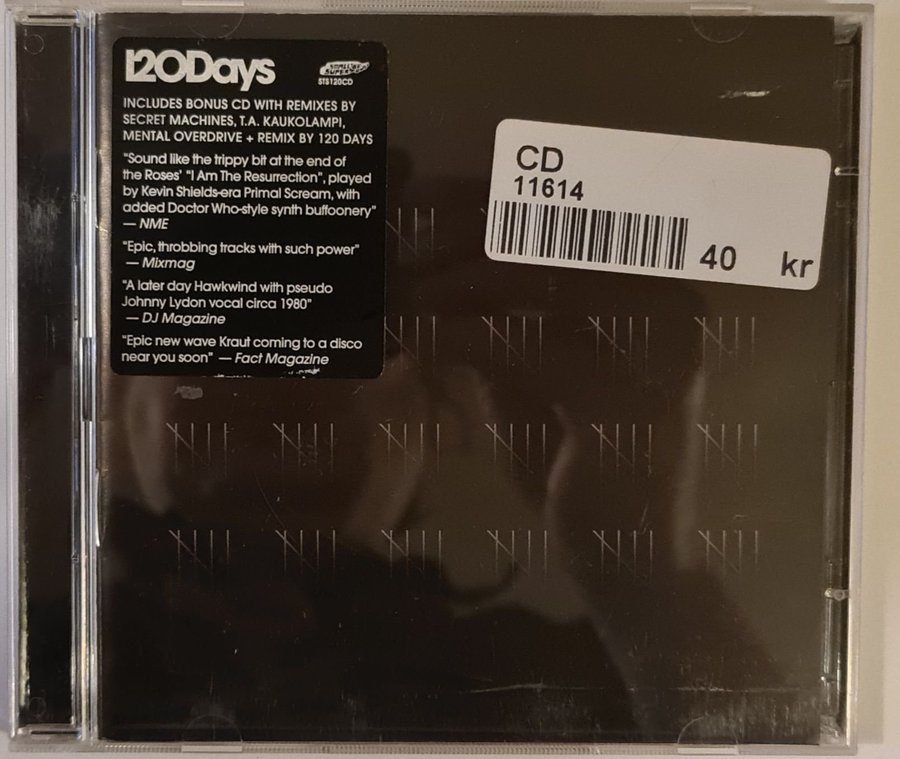 120Days
SMALLTOWN
SUPERSOUND
STS120CD
INCLUDES BONUS CD WITH REMIXES BY
SECRET MACHINES, T.A. KAUKOLAMPI,
MENTAL OVERDRIVE + REMIX BY 120 DAYS
"Sound like the trippy bit at the end of
the Roses' "I Am The Resurrection", played
by Kevin Shields-era Primal Scream, with
added Doctor Who-style synth buffoonery"
— NME
"Epic, throbbing tracks with such power"
— Mixmag
"A later day Hawkwind with pseudo
Johnny Lydon vocal circa 1980"
— DJ Magazine
"Epic new wave Kraut coming to a disco
near you soon" — Fact Magazine
CD
11614
40 kr